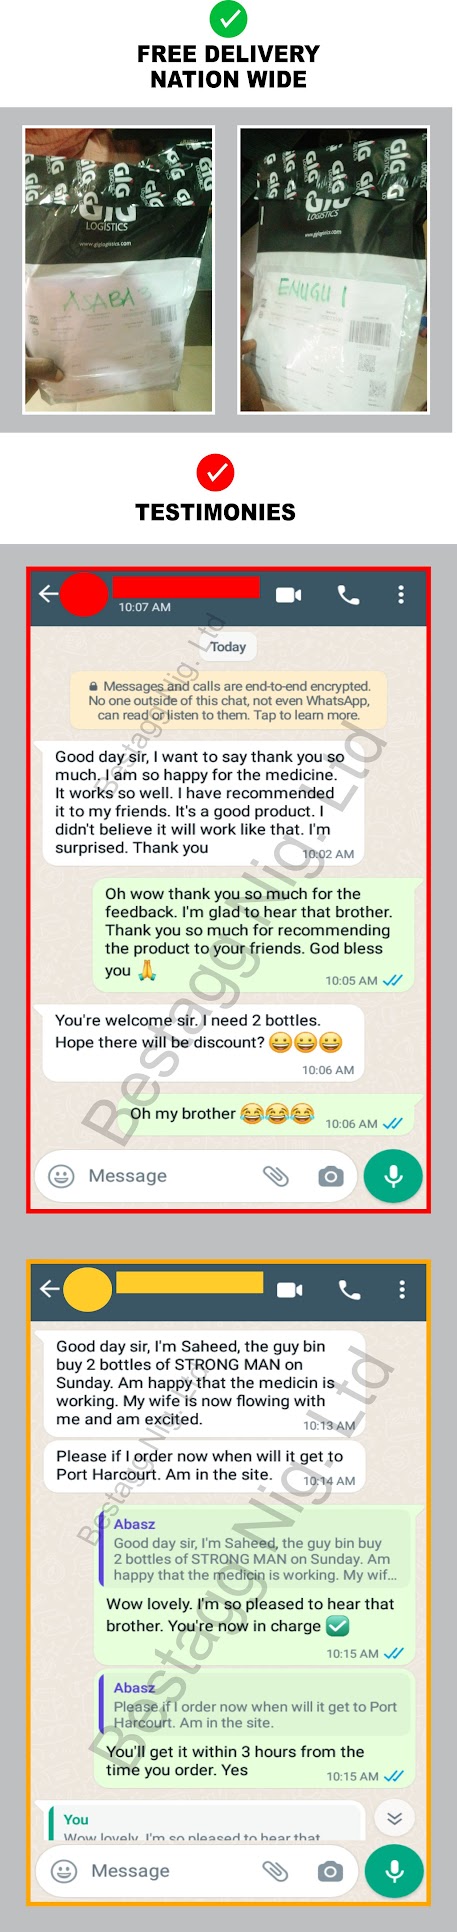 FREE DELIVERY
NATION WIDE
GIG
LOGISTICS
www.giglogistics.com
ASABA 3
GIG
LOGISTICS
www.giglogistics.com
ENUGU 1
TESTIMONIES
10:07 AM
Today
Messages and calls are end-to-end encrypted.
No one outside of this chat, not even WhatsApp,
can read or listen to them. Tap to learn more.
Good day sir, I want to say thank you so
much. I am so happy for the medicine.
It works so well. I have recommended
it to my friends. It's a good product. I
didn't believe it will work like that. I'm
surprised. Thank you
10:02 AM
Oh wow thank you so much for the
feedback. I'm glad to hear that brother.
Thank you so much for recommending
the product to your friends. God bless
you 🙏
10:05 AM
You're welcome sir. I need 2 bottles.
Hope there will be discount? 😀😀😀
10:06 AM
Oh my brother 😂😂😂 10:06 AM
Message
Bestagg Nig. Ltd
Bestagg Nig. Ltd
Good day sir, I'm Saheed, the guy bin
buy 2 bottles of STRONG MAN on
Sunday. Am happy that the medicin is
working. My wife is now flowing with
me and am excited.
10:13 AM
Please if I order now when will it get to
Port Harcourt. Am in the site.
10:14 AM
Abasz
Good day sir, I'm Saheed, the guy bin buy
2 bottles of STRONG MAN on Sunday. Am
happy that the medicin is working. My wif...
Wow lovely. I'm so pleased to hear that
brother. You're now in charge ✅
10:15 AM
Abasz
Please if I order now when will it get to Port
Harcourt. Am in the site.
You'll get it within 3 hours from the
time you order. Yes
10:15 AM
You
Wow lovely. I'm so pleased to hear that
Message
Bestagg Nig. Ltd
Bestagg Nig. Ltd